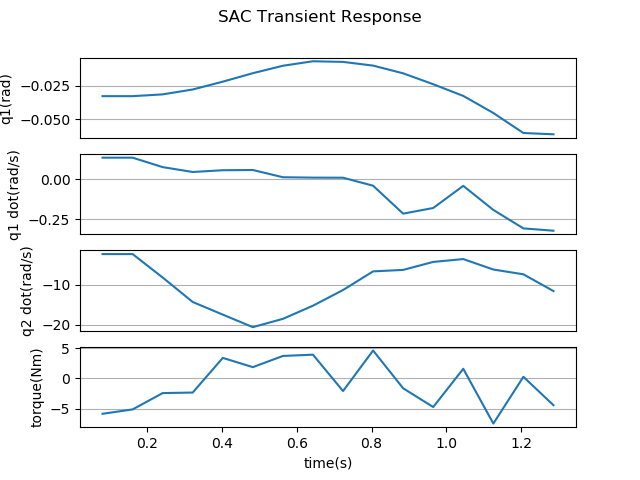 SAC Transient Response
q1(rad)
−0.025
−0.050
q1 dot(rad/s)
0.00
−0.25
q2 dot(rad/s)
−10
−20
torque(Nm)
5
0
−5
0.2 0.4 0.6 0.8 1.0 1.2
time(s)